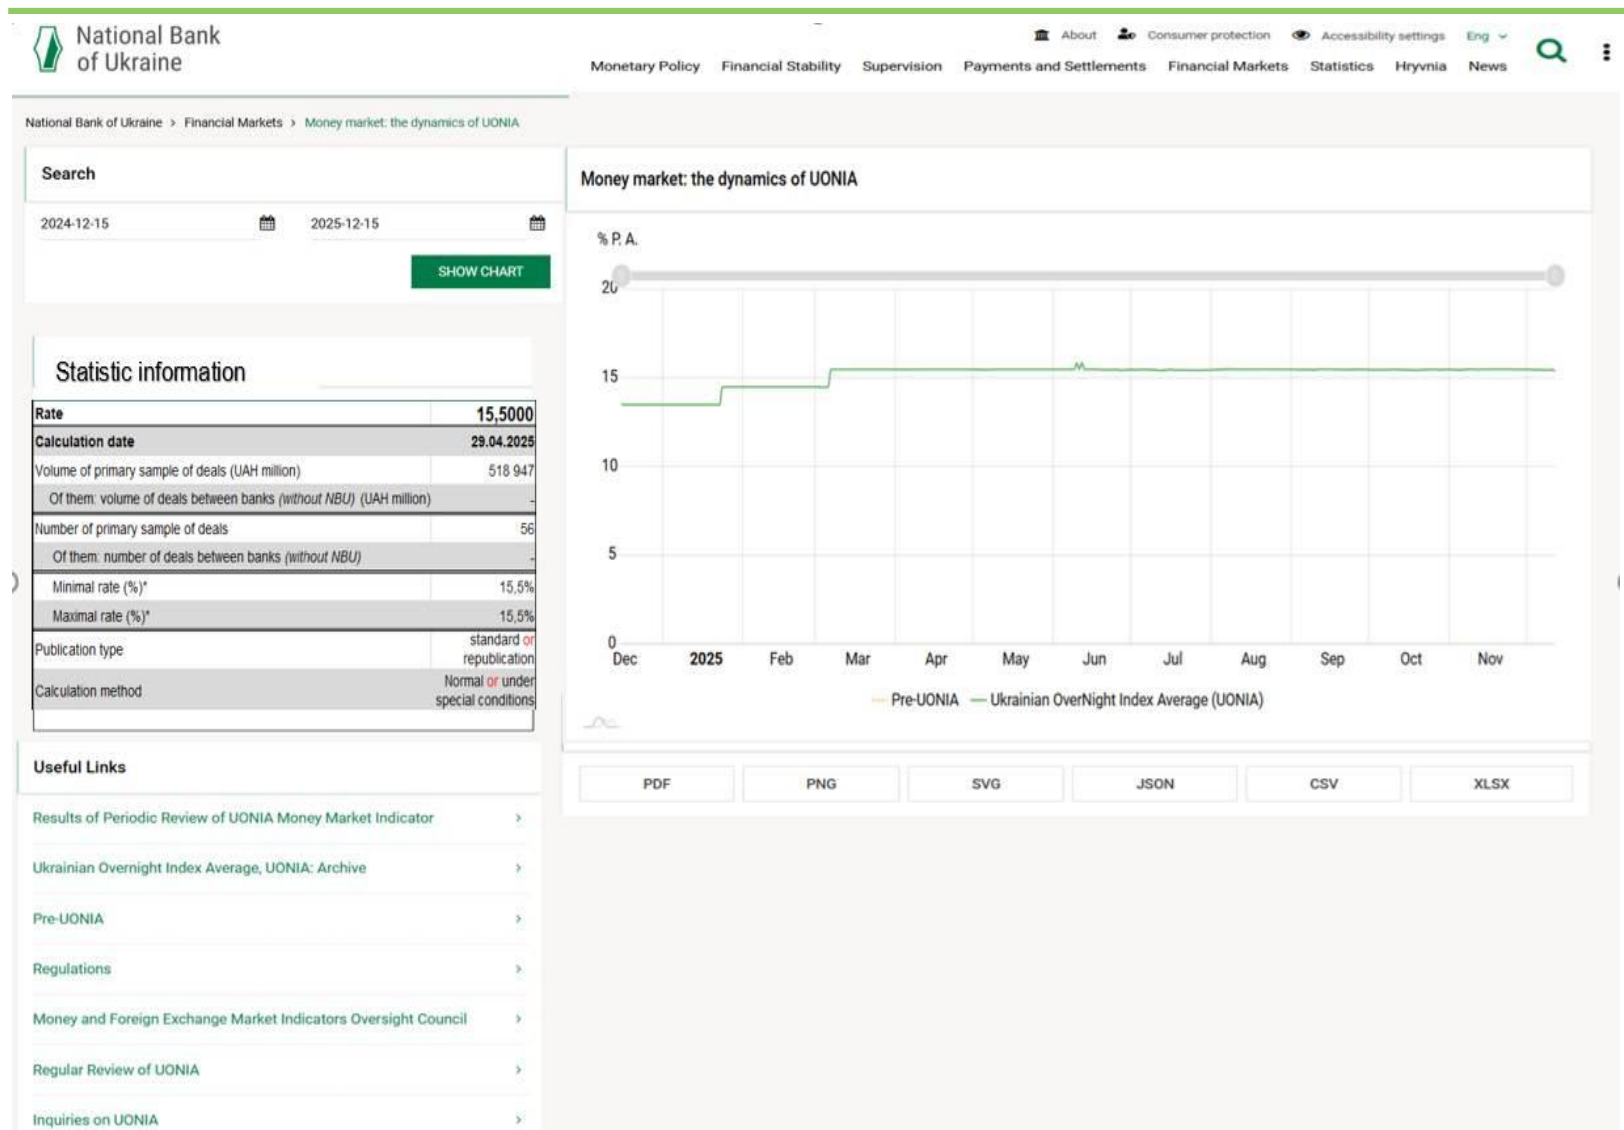 National Bank
of Ukraine
About Consumer protection Accessibility settings Eng
Monetary Policy Financial Stability Supervision Payments and Settlements Financial Markets Statistics Hryvnia News
National Bank of Ukraine > Financial Markets > Money market: the dynamics of UONIA
Search
2024-12-15 2025-12-15
SHOW CHART
Statistic information
Rate 15,5000
Calculation date 29.04.2025
Volume of primary sample of deals (UAH million) 518 947
Of them: volume of deals between banks (without NBU) (UAH million) -
Number of primary sample of deals 56
Of them: number of deals between banks (without NBU) -
Minimal rate (%)* 15,5%
Maximal rate (%)* 15,5%
Publication type standard or
republication
Calculation method Normal or under
special conditions
Useful Links
Results of Periodic Review of UONIA Money Market Indicator >
Ukrainian Overnight Index Average, UONIA: Archive >
Pre-UONIA >
Regulations >
Money and Foreign Exchange Market Indicators Oversight Council >
Regular Review of UONIA >
Inquiries on UONIA >
Money market: the dynamics of UONIA
% P. A.
20
15
10
5
0
Dec 2025 Feb Mar Apr May Jun Jul Aug Sep Oct Nov
Pre-UONIA Ukrainian OverNight Index Average (UONIA)
PDF PNG SVG JSON CSV XLSX